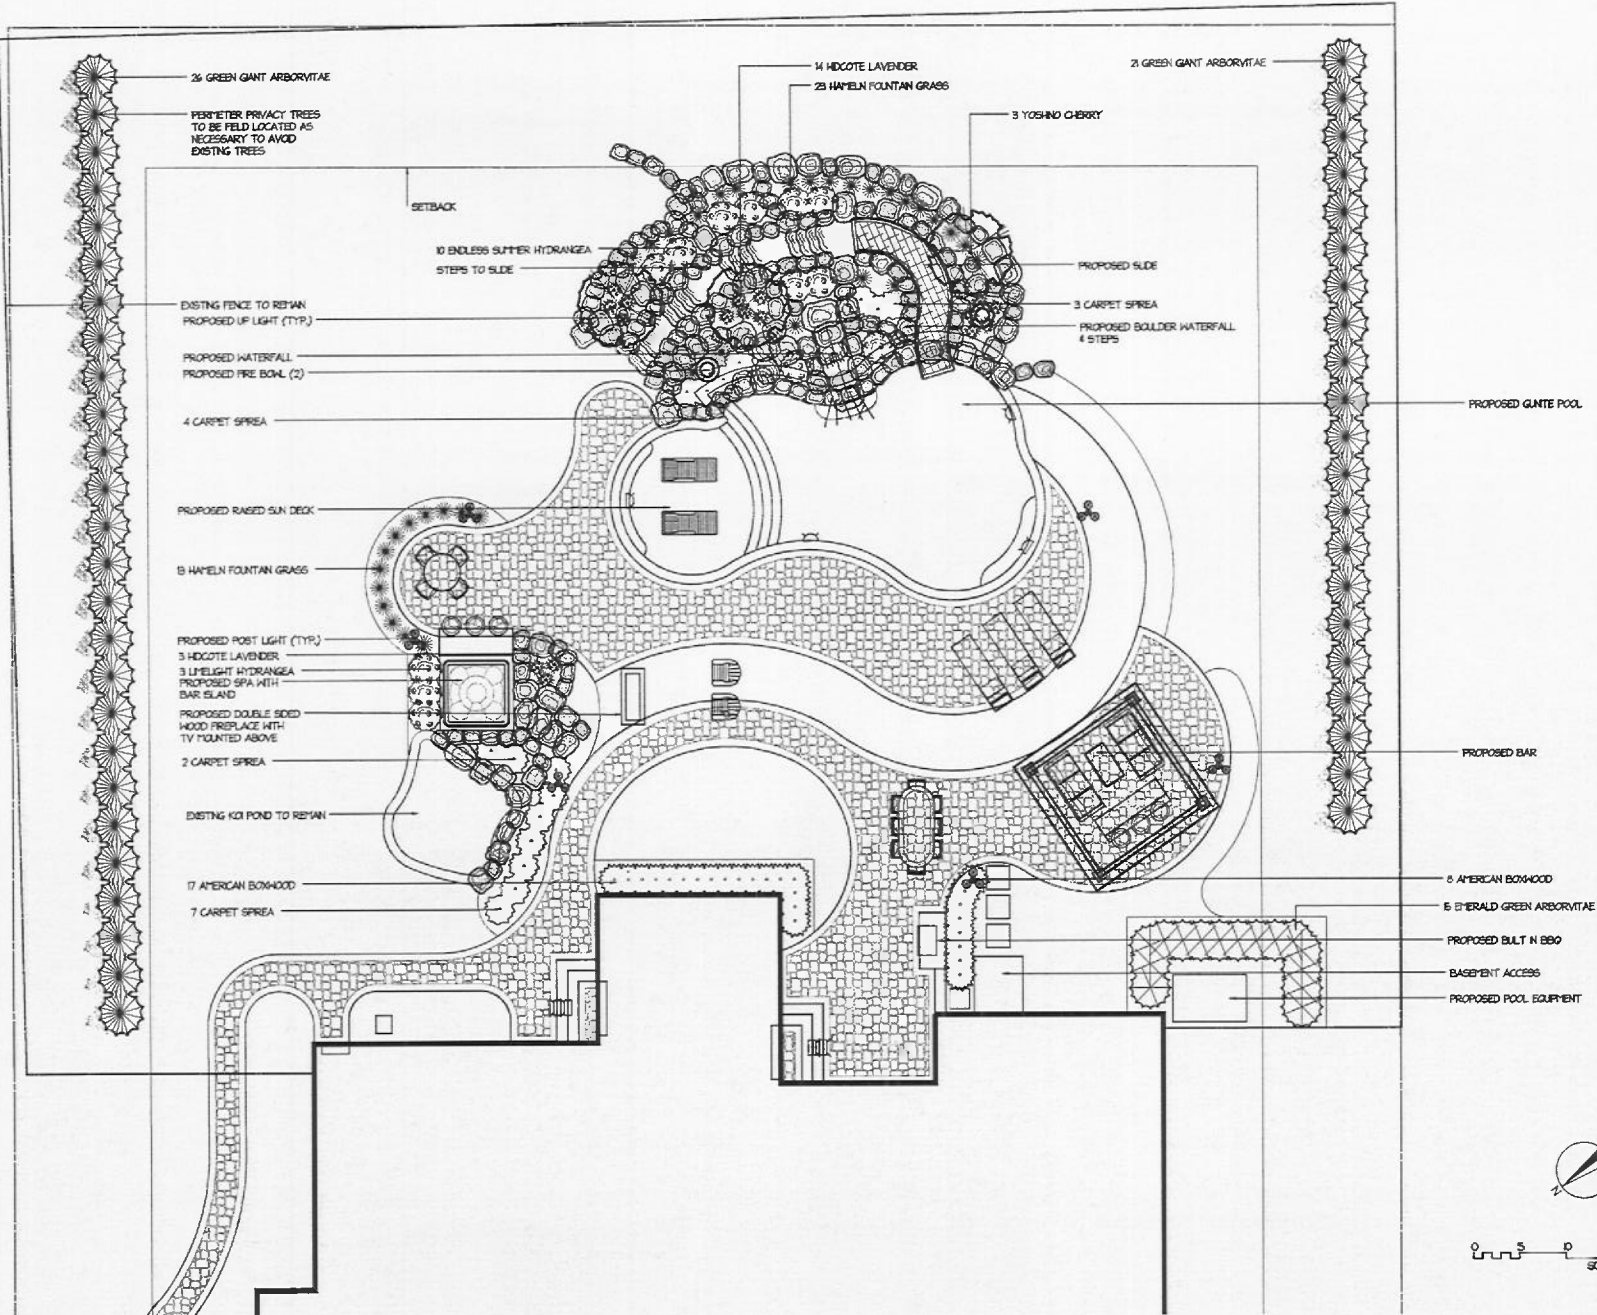 26 GREEN GIANT ARBORVITAE
PERIMETER PRIVACY TREES
TO BE FIELD LOCATED AS
NECESSARY TO AVOID
EXISTING TREES
14 HIDCOTE LAVENDER
23 HAMELN FOUNTAIN GRASS
3 YOSHINO CHERRY
21 GREEN GIANT ARBORVITAE
SETBACK
10 ENDLESS SUMMER HYDRANGEA
STEPS TO SLIDE
EXISTING FENCE TO REMAIN
PROPOSED UP LIGHT (TYP.)
PROPOSED WATERFALL
PROPOSED FIRE BOWL (2)
4 CARPET SPIREA
PROPOSED SLIDE
3 CARPET SPIREA
PROPOSED BOULDER WATERFALL
& STEPS
PROPOSED GUNITE POOL
PROPOSED RAISED SUN DECK
13 HAMELN FOUNTAIN GRASS
PROPOSED POST LIGHT (TYP.)
3 HIDCOTE LAVENDER
3 LIMELIGHT HYDRANGEA
PROPOSED SPA WITH
BAR ISLAND
PROPOSED DOUBLE SIDED
WOOD FIREPLACE WITH
TV MOUNTED ABOVE
2 CARPET SPIREA
EXISTING KOI POND TO REMAIN
17 AMERICAN BOXWOOD
7 CARPET SPIREA
PROPOSED BAR
8 AMERICAN BOXWOOD
15 EMERALD GREEN ARBORVITAE
PROPOSED BUILT IN BBQ
BASEMENT ACCESS
PROPOSED POOL EQUIPMENT
N
0 5 10